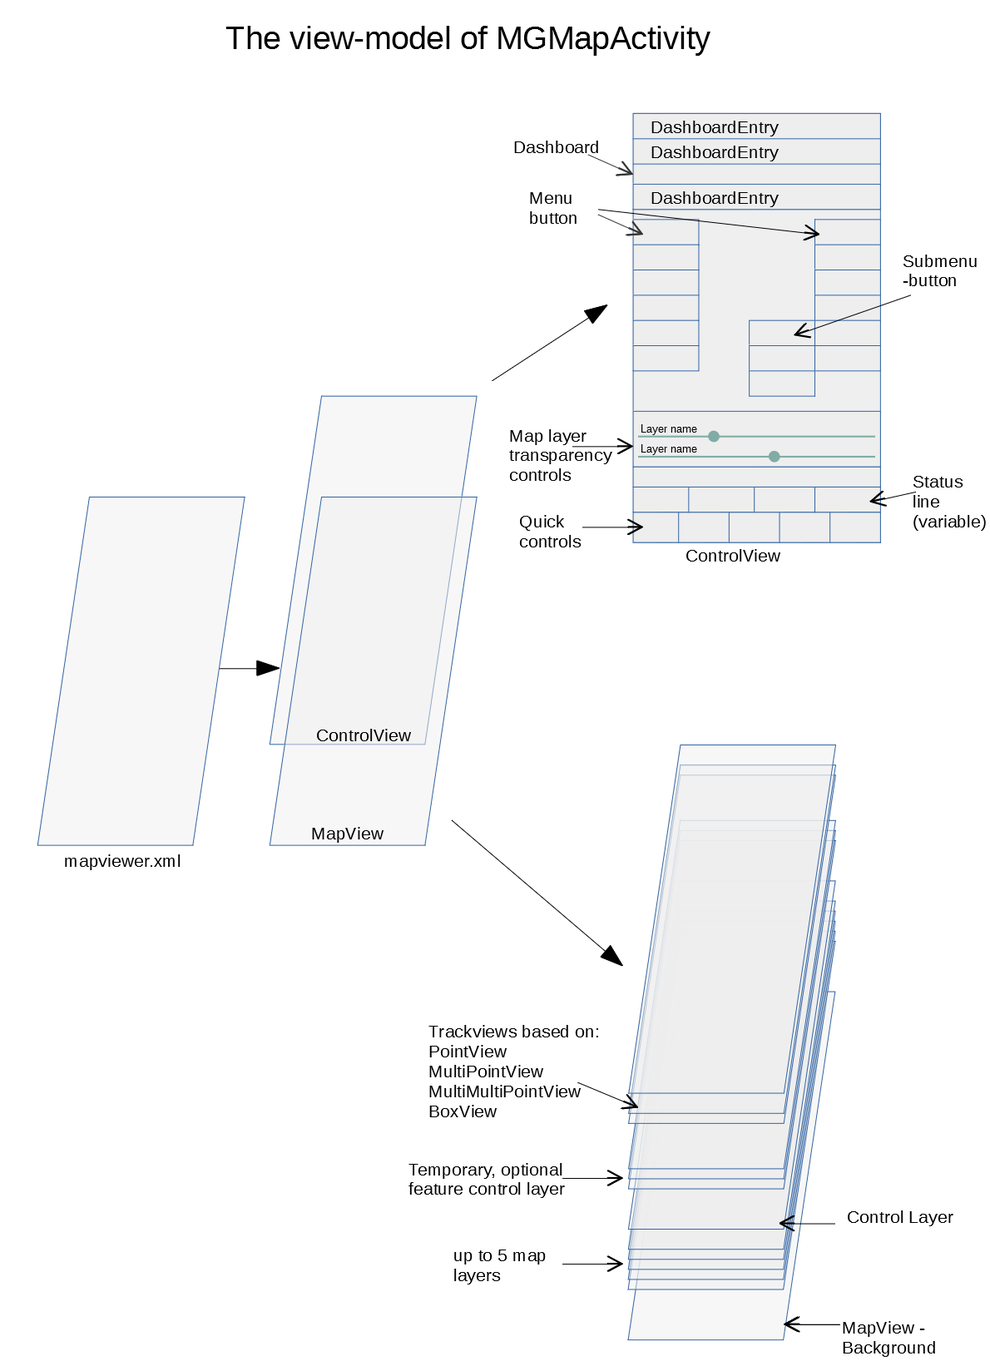 The view-model of MGMapActivity
DashboardEntry
Dashboard
DashboardEntry
Menu
button
DashboardEntry
Submenu
-button
Layer name
Map layer
transparency
controls
Layer name
Status
line
(variable)
Quick
controls
ControlView
ControlView
MapView
mapviewer.xml
Trackviews based on:
PointView
MultiPointView
MultiMultiPointView
BoxView
Temporary, optional
feature control layer
Control Layer
up to 5 map
layers
MapView -
Background